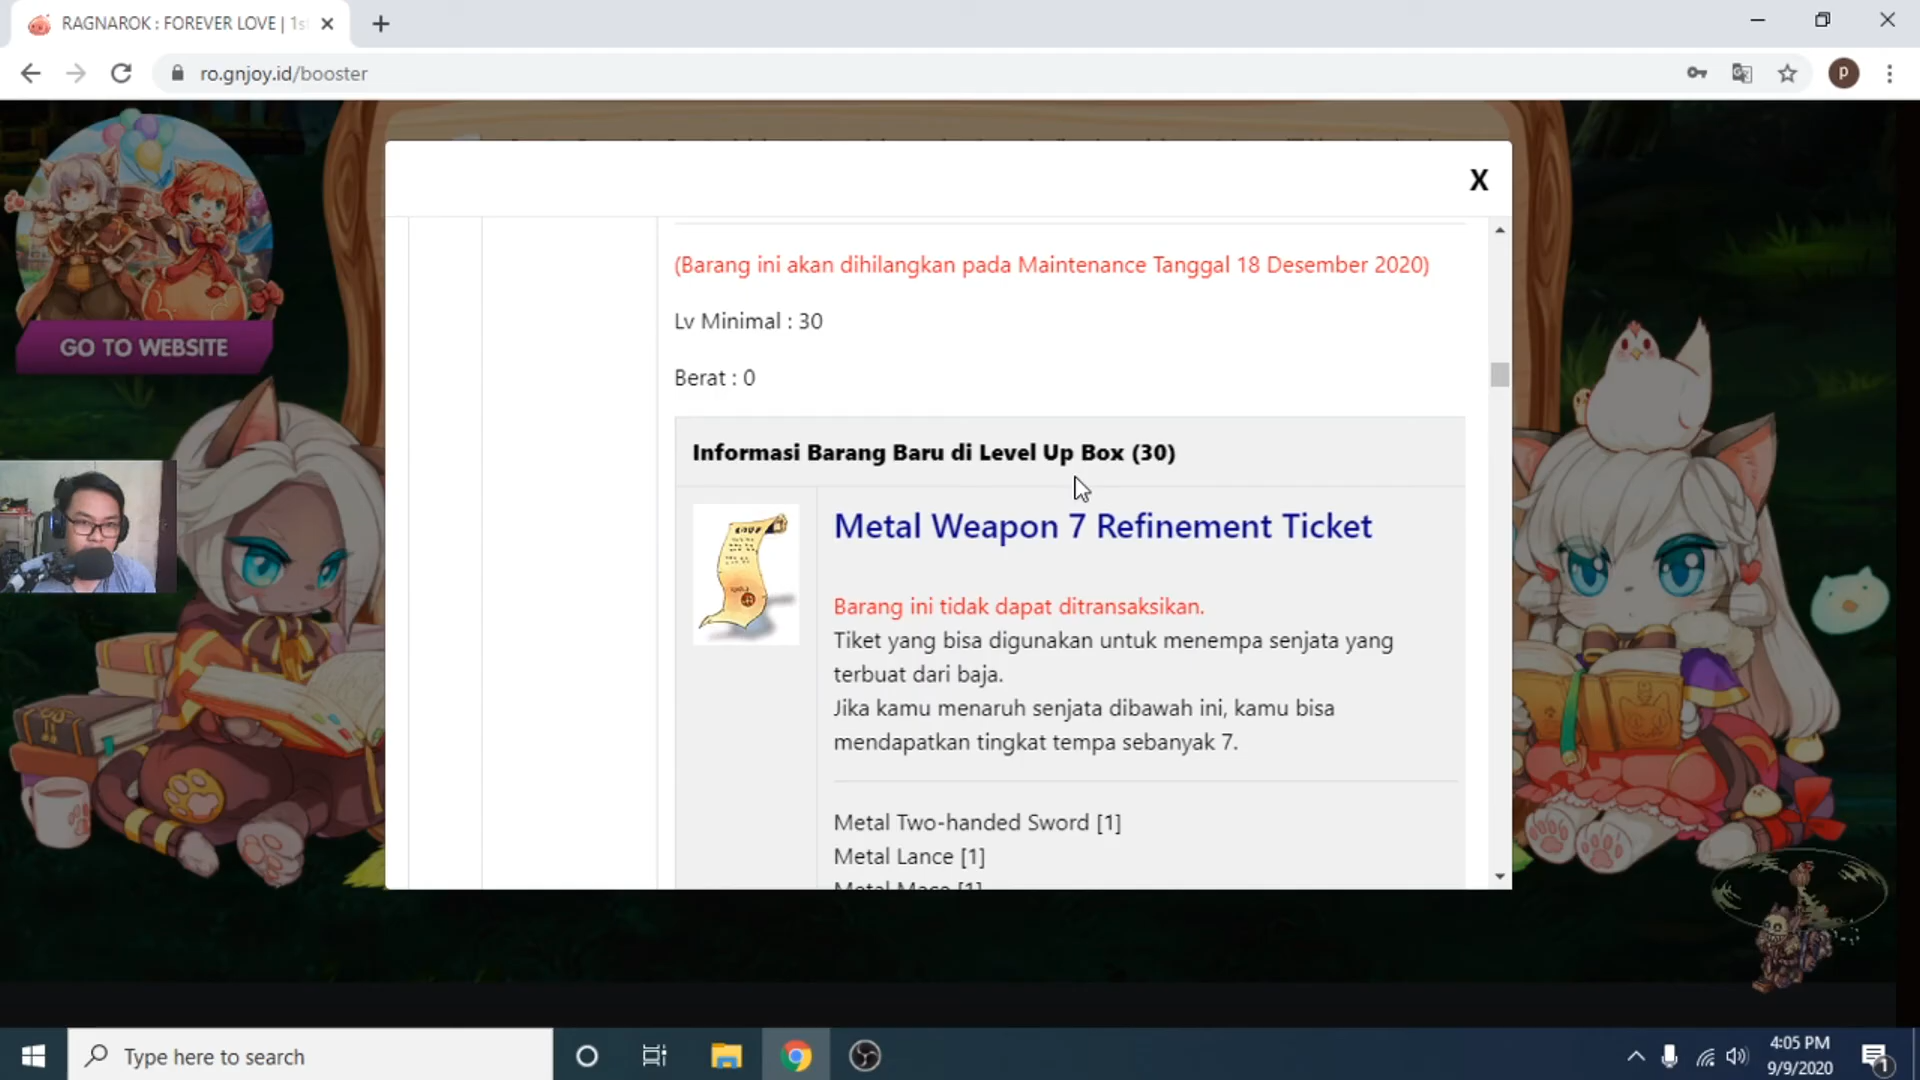 RAGNAROK : FOREVER LOVE | 1s
ro.gnjoy.id/booster
P
X
(Barang ini akan dihilangkan pada Maintenance Tanggal 18 Desember 2020)
Lv Minimal : 30
Berat : 0
GO TO WEBSITE
Informasi Barang Baru di Level Up Box (30)
Metal Weapon 7 Refinement Ticket
Barang ini tidak dapat ditransaksikan.
Tiket yang bisa digunakan untuk menempa senjata yang
terbuat dari baja.
Jika kamu menaruh senjata dibawah ini, kamu bisa
mendapatkan tingkat tempa sebanyak 7.
Metal Two-handed Sword [1]
Metal Lance [1]
Metal Mace [1]
Type here to search
4:05 PM
9/9/2020
1